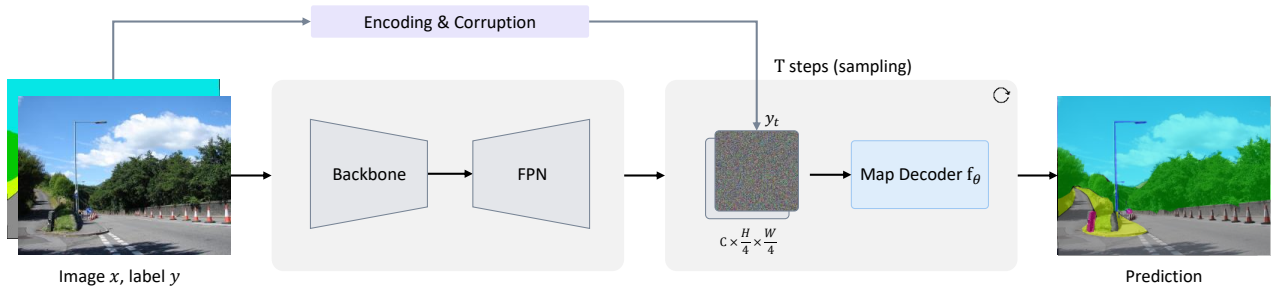 Encoding & Corruption
T steps (sampling)
y_t
Backbone
FPN
Map Decoder f_θ
C × H/4 × W/4
Image x, label y
Prediction